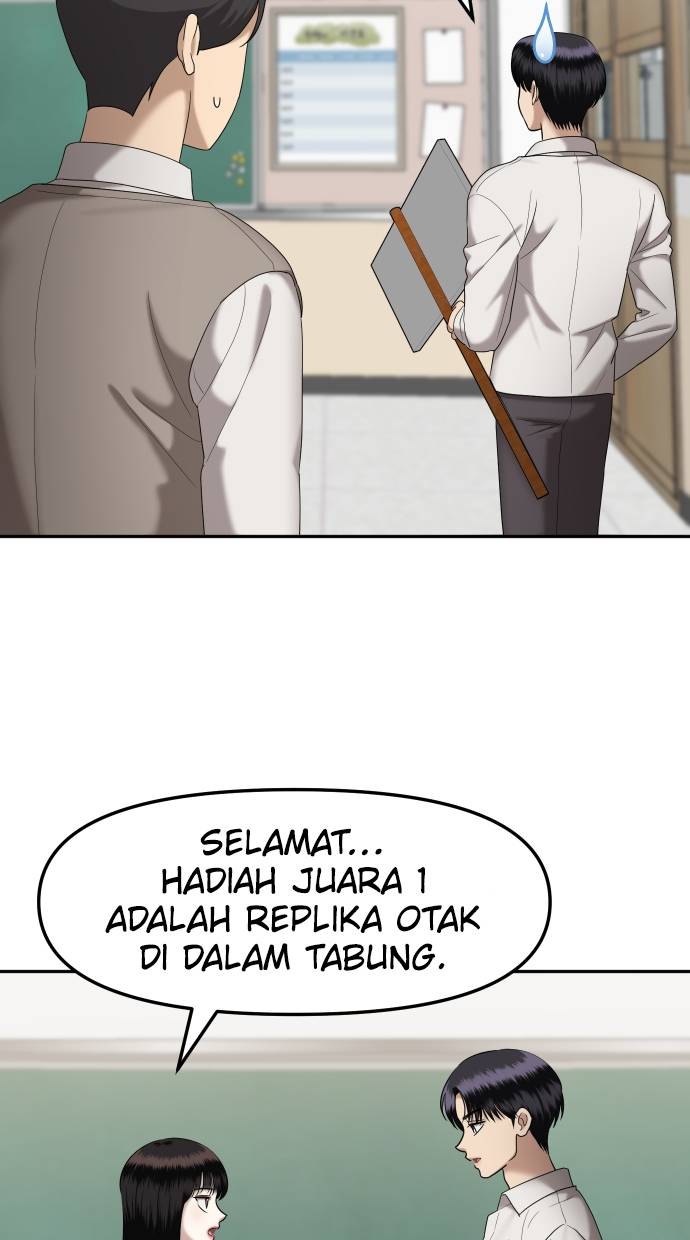 SELAMAT...
HADIAH JUARA 1
ADALAH REPLIKA OTAK
DI DALAM TABUNG.